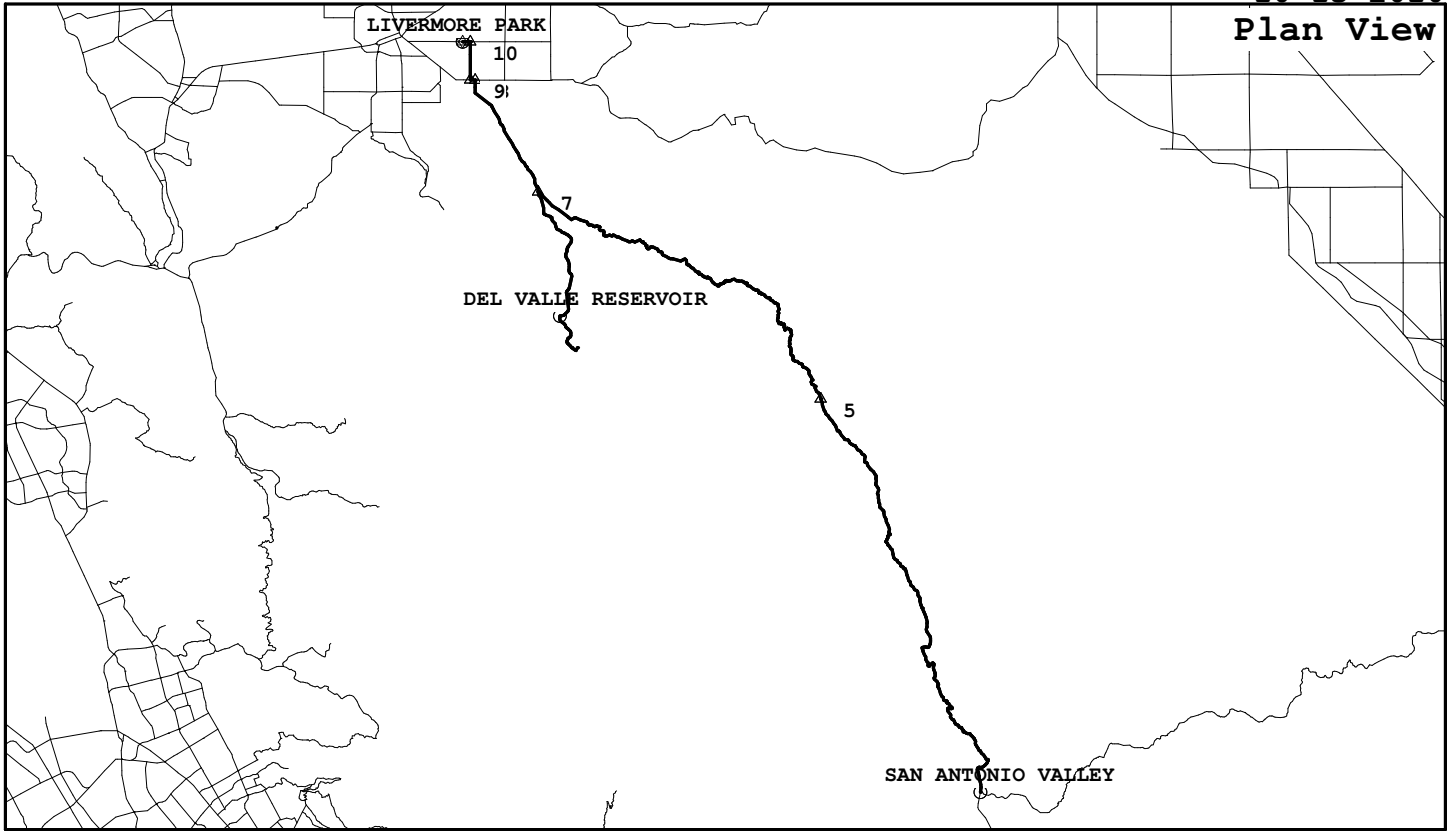 Plan View
LIVERMORE PARK
10
9
7
DEL VALLE RESERVOIR
5
SAN ANTONIO VALLEY